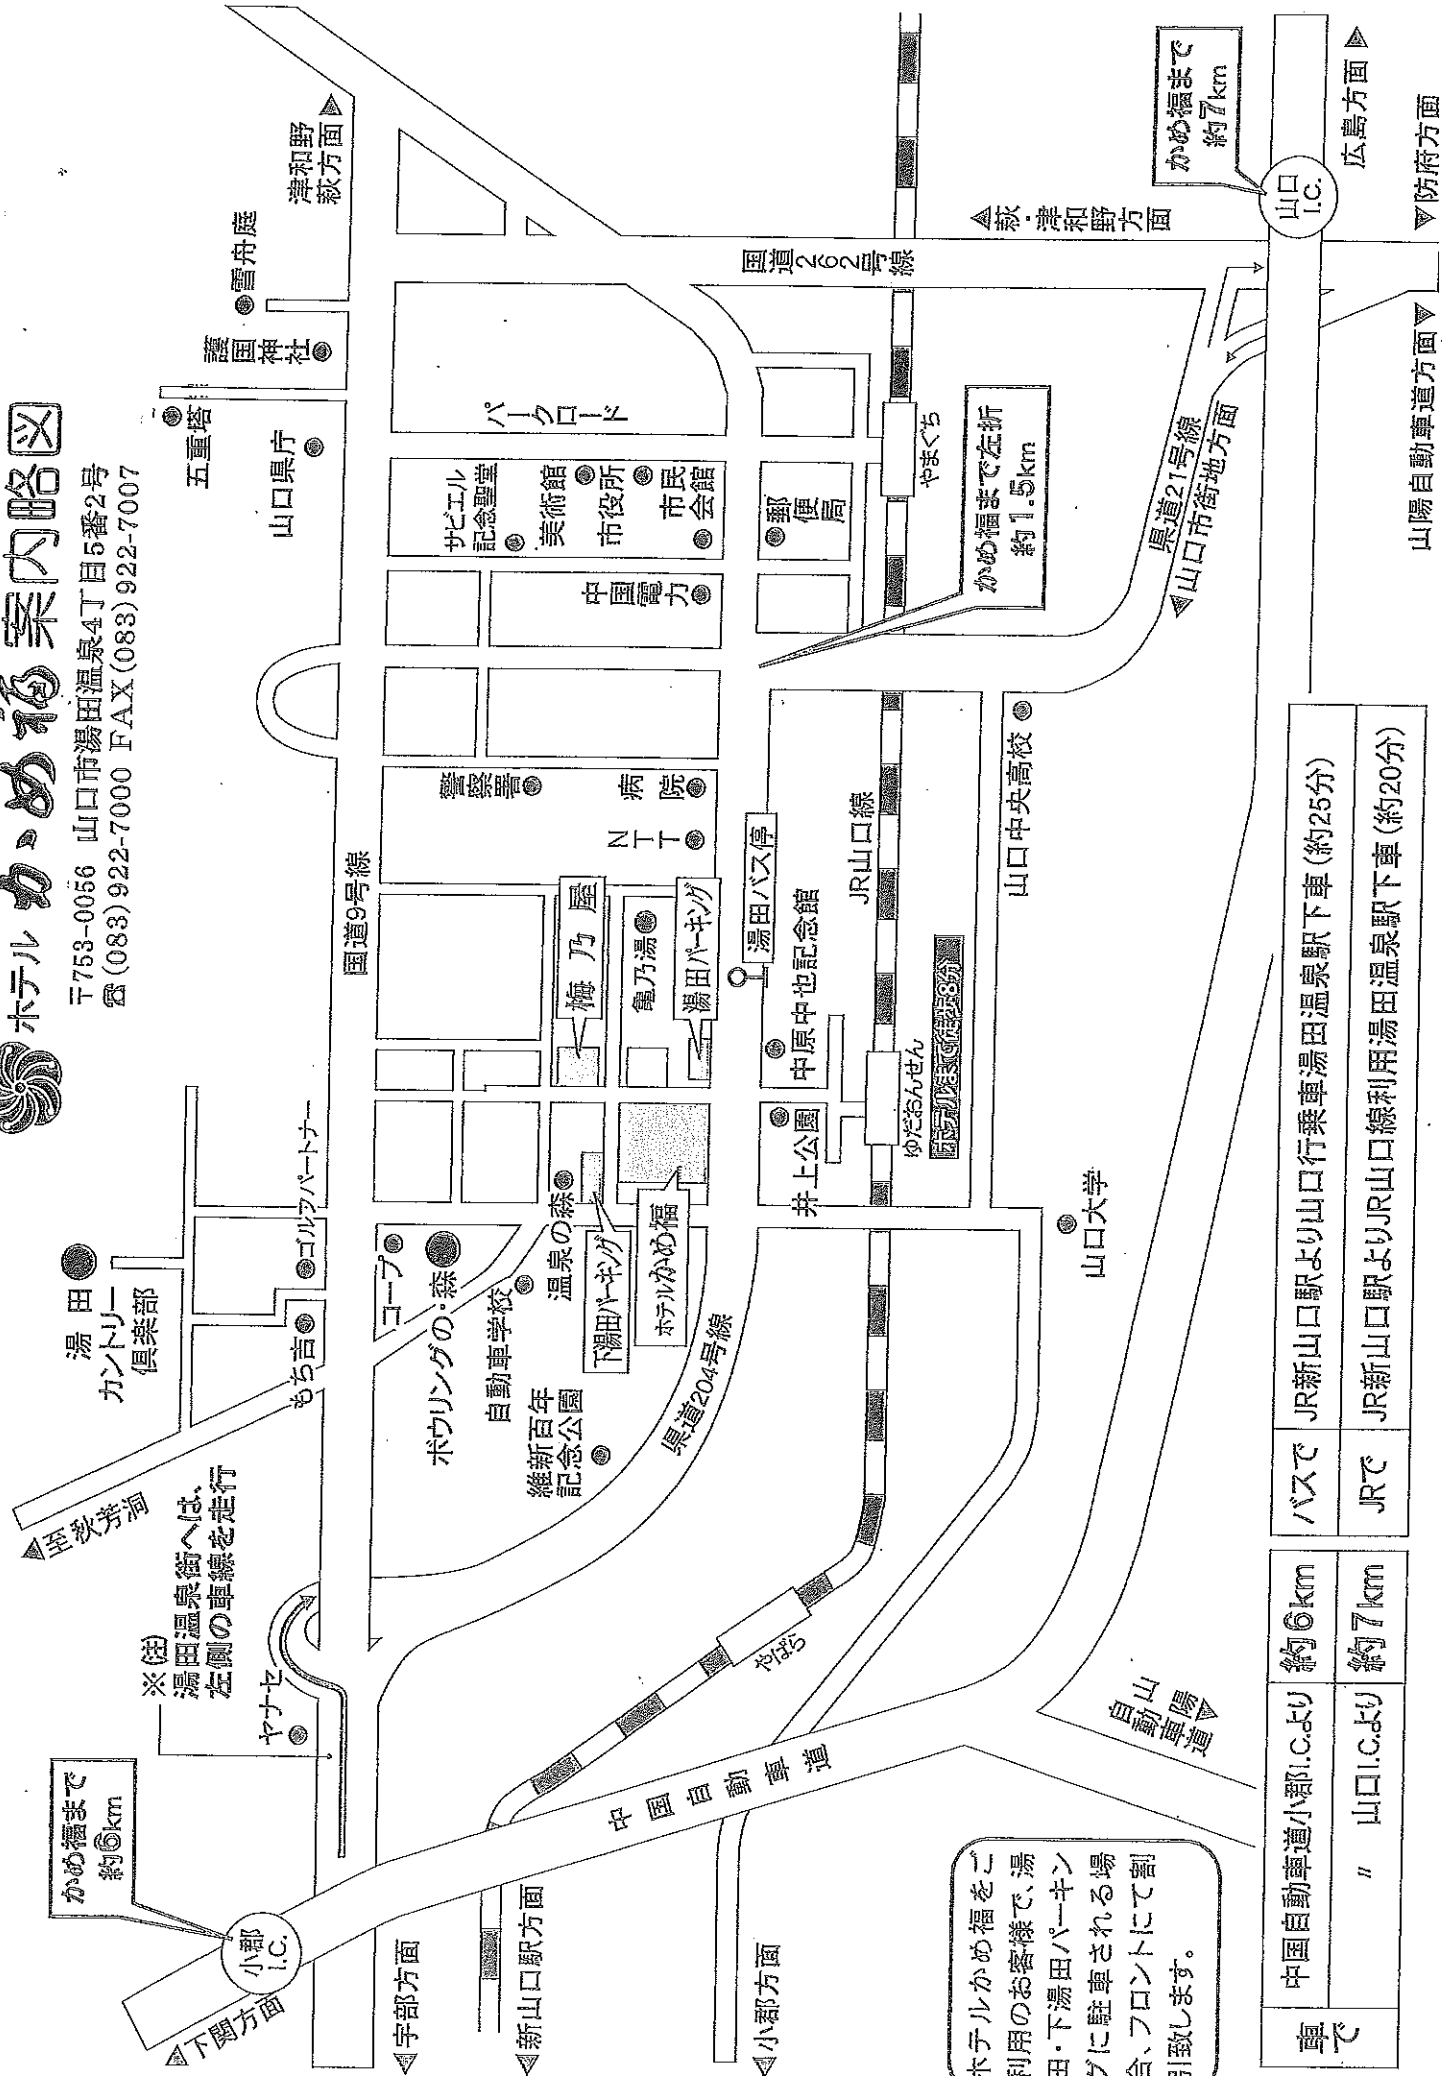 ホテル かめ福 案内略図
〒753-0056 山口市湯田温泉4丁目5番2号
☎(083)922-7000 FAX(083)922-7007
かめ福まで
約6km
小郡
I.C.
▲下関方面
◀宇部方面
◀新山口駅方面
◀小郡方面
※(注)
湯田温泉街へは、
左側の車線を走行
ヤナセ
▲至秋芳洞
湯田
カントリー
倶楽部
もち吉
ゴルフパートナー
コープ
ボウリングの森
自動車学校
温泉の森
維新百年
記念公園
下湯田パーキング
ホテルかめ福
県道204号線
国道9号線
梅乃屋
亀乃湯
湯田パーキング
湯田バス停
井上公園
中原中也記念館
警察署
病院
NTT
山口県庁
五重塔
護国神社
雪舟庭
津和野
萩方面▶
サビエル
記念聖堂
美術館
市役所
市民
会館
中国電力
郵便局
パークロード
国道262号線
▲萩・津和野方面
やまぐち
かめ福まで左折
約1.5km
県道21号線
◀山口市街地方面
かめ福まで
約7km
山口
I.C.
広島方面▶
▼防府方面
山陽自動車道方面▼
JR山口線
ゆだおんせん
ホテルまで徒歩8分
山口中央高校
山口大学
やばら
中国自動車道
山陽
自動車道▼
ホテルかめ福をご
利用のお客様で、湯
田・下湯田パーキン
グに駐車される場
合、フロントにて割
引致します。
車で 中国自動車道小郡I.C.より 約6km
〃 山口I.C.より 約7km
バスで JR新山口駅より山口行乗車湯田温泉駅下車(約25分)
JRで JR新山口駅よりJR山口線利用湯田温泉駅下車(約20分)